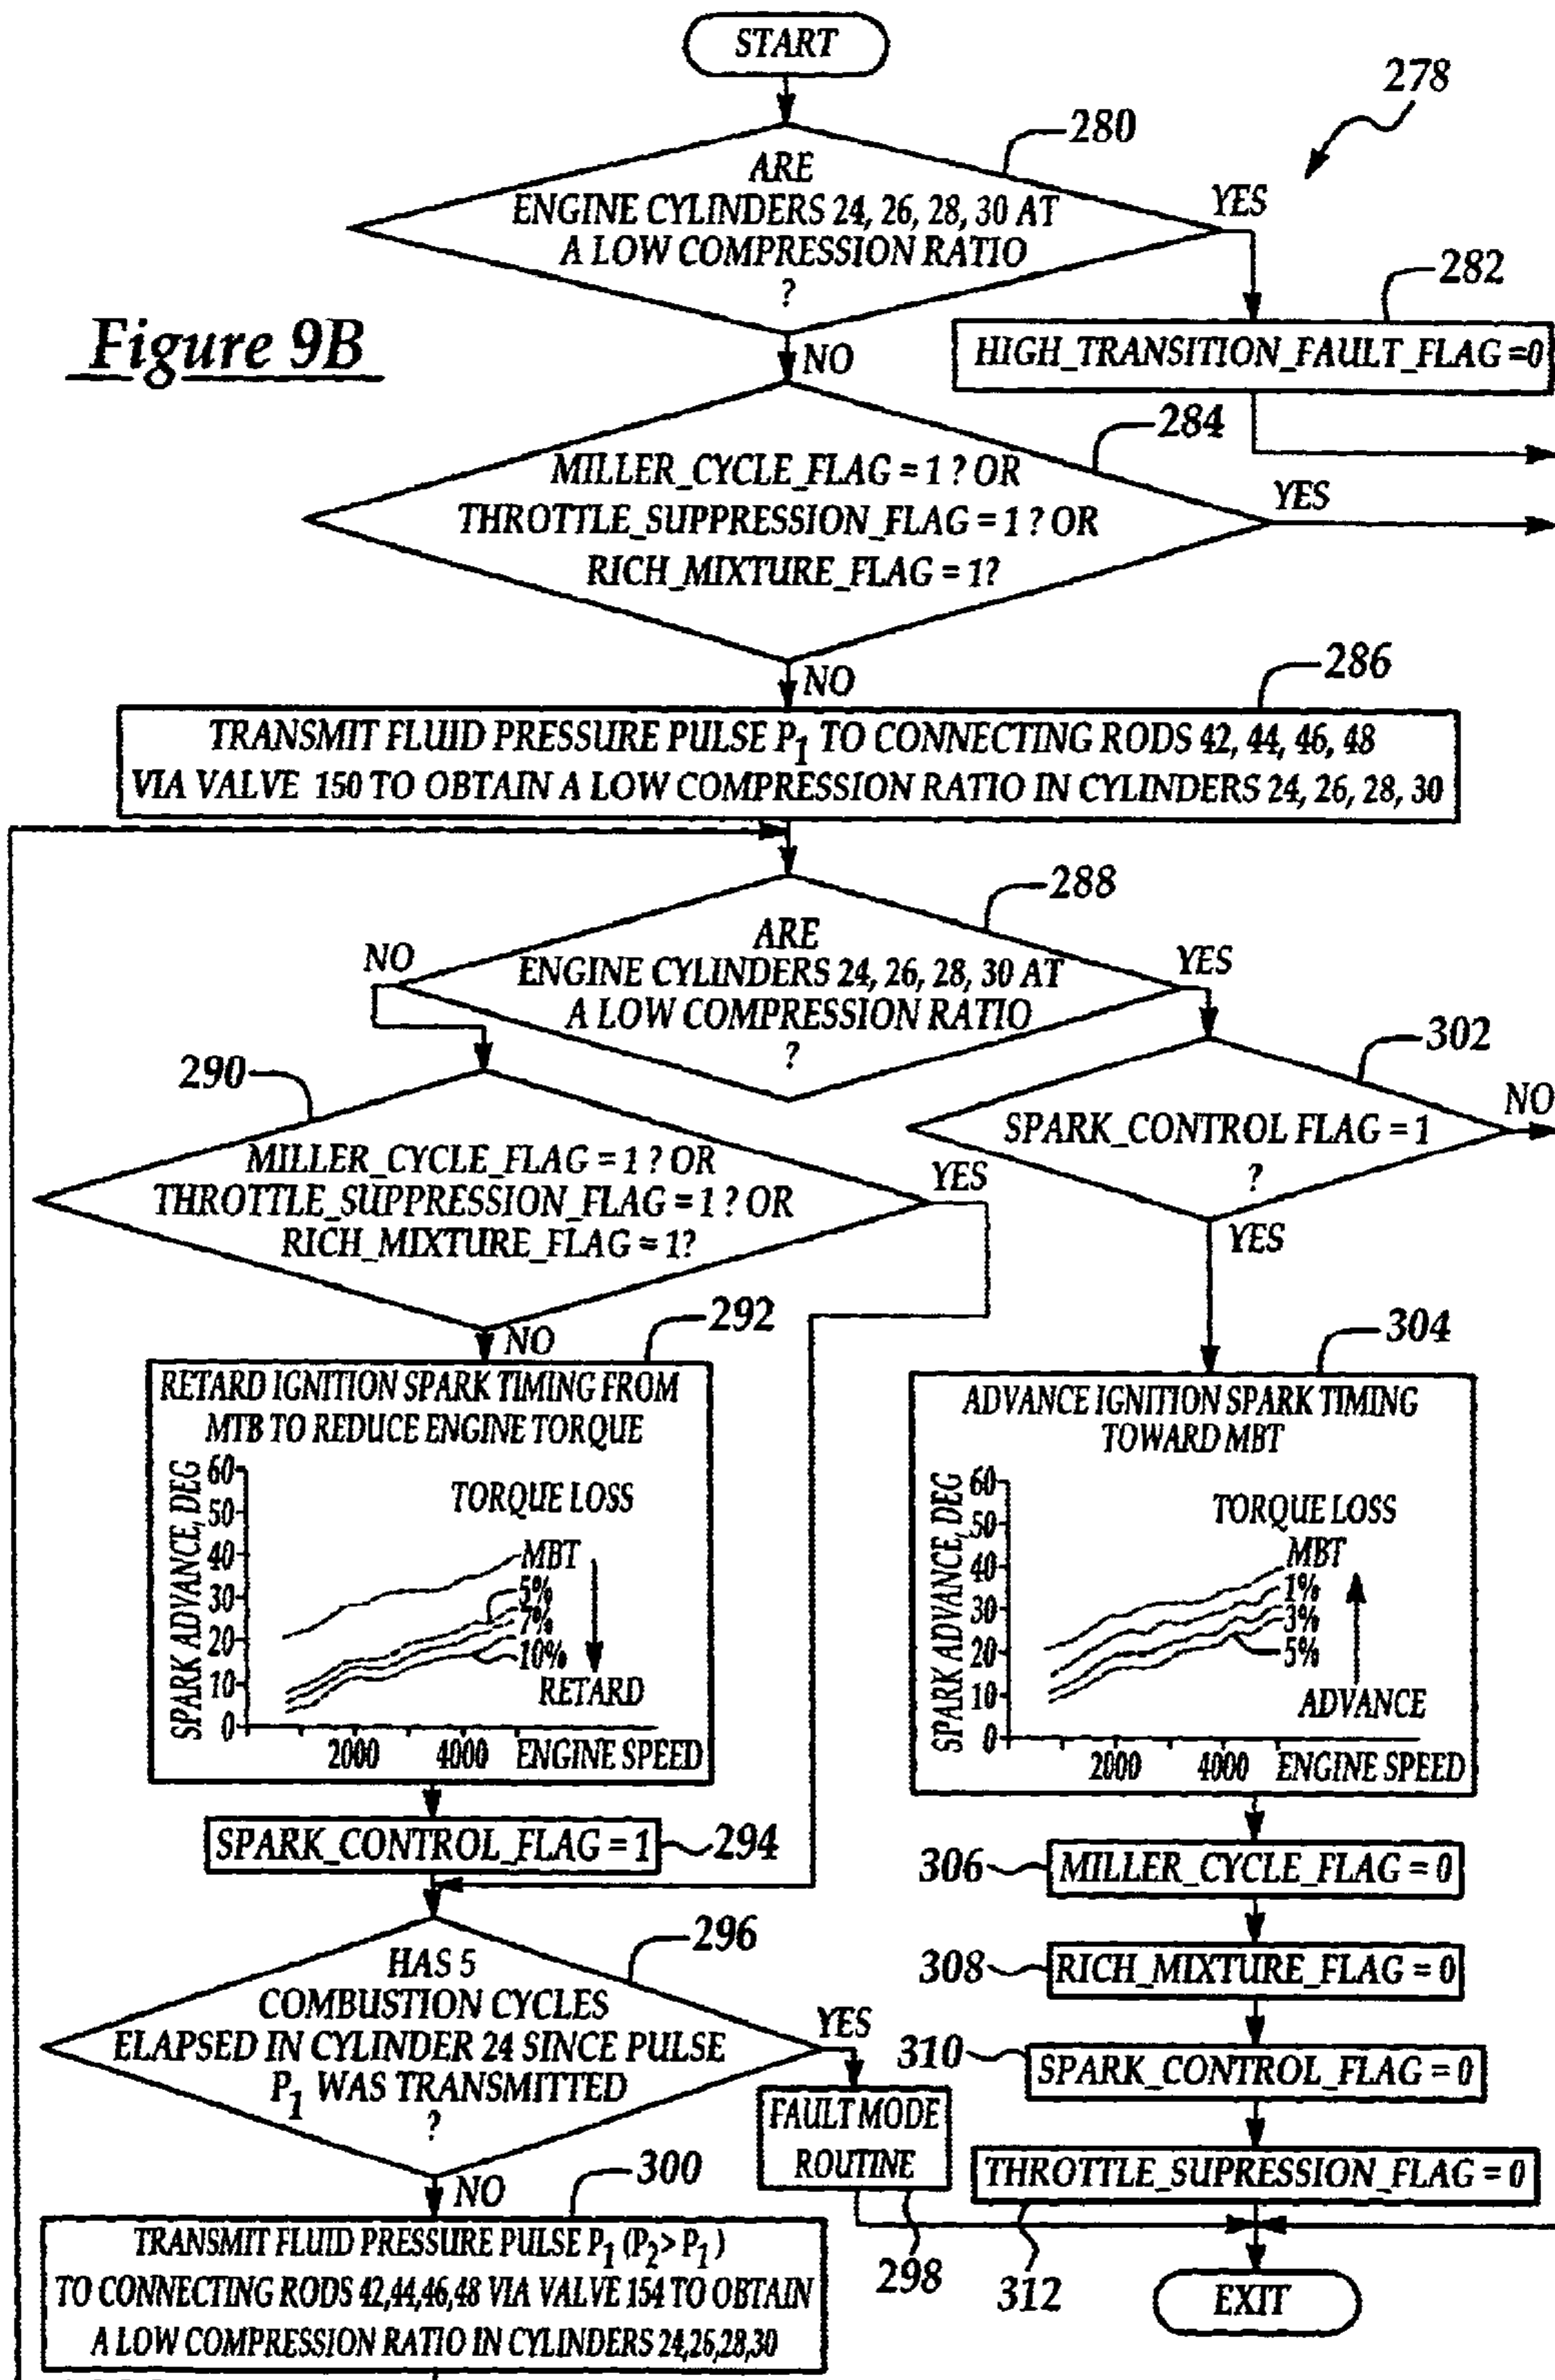 START
278
280
ARE
ENGINE CYLINDERS 24, 26, 28, 30 AT
A LOW COMPRESSION RATIO
?
YES
282
HIGH_TRANSITION_FAULT_FLAG =0
Figure 9B
NO
284
MILLER_CYCLE_FLAG = 1 ? OR
THROTTLE_SUPPRESSION_FLAG = 1 ? OR
RICH_MIXTURE_FLAG = 1?
YES
NO
286
TRANSMIT FLUID PRESSURE PULSE P1 TO CONNECTING RODS 42, 44, 46, 48
VIA VALVE 150 TO OBTAIN A LOW COMPRESSION RATIO IN CYLINDERS 24, 26, 28, 30
288
ARE
ENGINE CYLINDERS 24, 26, 28, 30 AT
A LOW COMPRESSION RATIO
?
NO
YES
290
MILLER_CYCLE_FLAG = 1 ? OR
THROTTLE_SUPPRESSION_FLAG = 1 ? OR
RICH_MIXTURE_FLAG = 1?
YES
NO
302
SPARK_CONTROL FLAG = 1
?
NO
YES
292
RETARD IGNITION SPARK TIMING FROM
MTB TO REDUCE ENGINE TORQUE
SPARK ADVANCE, DEG
60
50
40
30
20
10
0
TORQUE LOSS
MBT
5%
7%
10%
RETARD
2000 4000 ENGINE SPEED
304
ADVANCE IGNITION SPARK TIMING
TOWARD MBT
SPARK ADVANCE, DEG
60
50
40
30
20
10
0
TORQUE LOSS
MBT
1%
3%
5%
ADVANCE
2000 4000 ENGINE SPEED
SPARK_CONTROL_FLAG = 1
294
296
HAS 5
COMBUSTION CYCLES
ELAPSED IN CYLINDER 24 SINCE PULSE
P1 WAS TRANSMITTED
?
YES
NO
FAULT MODE
ROUTINE
298
300
TRANSMIT FLUID PRESSURE PULSE P1 (P2 > P1)
TO CONNECTING RODS 42,44,46,48 VIA VALVE 154 TO OBTAIN
A LOW COMPRESSION RATIO IN CYLINDERS 24,26,28,30
306
MILLER_CYCLE_FLAG = 0
308
RICH_MIXTURE_FLAG = 0
310
SPARK_CONTROL_FLAG = 0
THROTTLE_SUPRESSION_FLAG = 0
312
EXIT